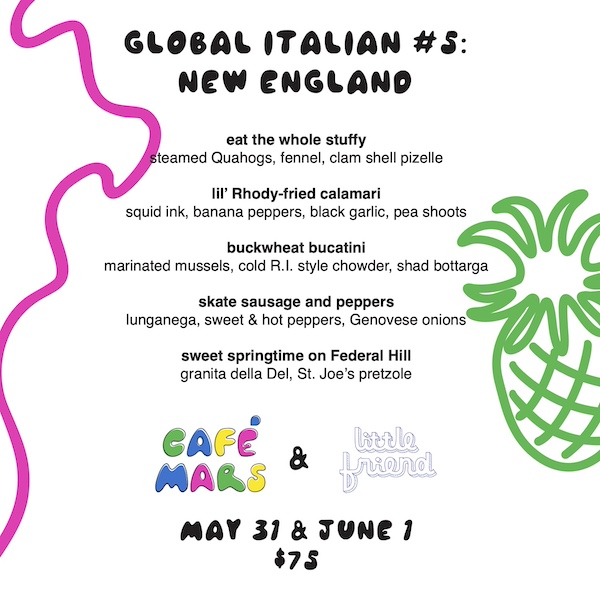 GLOBAL ITALIAN #5:
NEW ENGLAND
eat the whole stuffy
steamed Quahogs, fennel, clam shell pizelle
lil’ Rhody-fried calamari
squid ink, banana peppers, black garlic, pea shoots
buckwheat bucatini
marinated mussels, cold R.I. style chowder, shad bottarga
skate sausage and peppers
lunganega, sweet & hot peppers, Genovese onions
sweet springtime on Federal Hill
granita della Del, St. Joe’s pretzole
CAFÉ
MARS
&
little
friend
MAY 31 & JUNE 1
$75